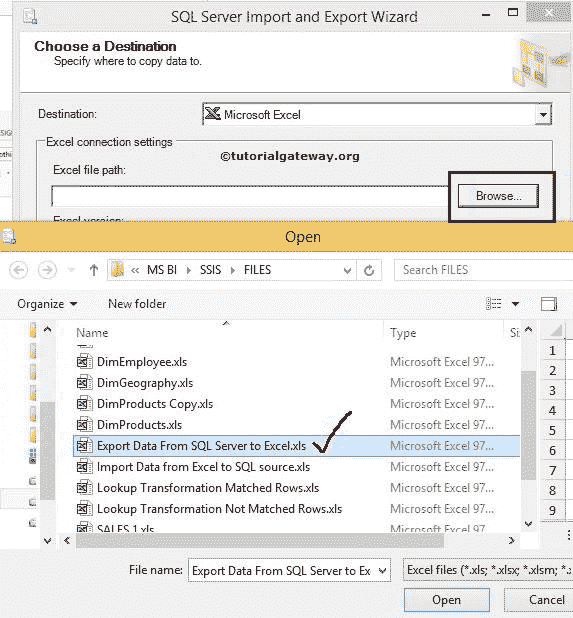 SQL Server Import and Export Wizard
Choose a Destination
Specify where to copy data to.
Destination:
Microsoft Excel
Excel connection settings
©tutorialgateway.org
Excel file path:
Browse...
Excel version:
Open
« MS BI SSIS FILES
Search FILES
Organize
New folder
Name Type
DimEmployee.xls Microsoft Excel 97...
DimGeography.xls Microsoft Excel 97...
DimProducts Copy.xls Microsoft Excel 97...
DimProducts.xls Microsoft Excel 97...
Export Data From SQL Server to Excel.xls Microsoft Excel 97...
Import Data from Excel to SQL source.xls Microsoft Excel 97...
Lookup Transformation Matched Rows.xls Microsoft Excel 97...
Lookup Transformation Not Matched Rows.xls Microsoft Excel 97...
SALES 1.xls Microsoft Excel 97...
1
2
3
4
5
6
7
8
9
File name:
Export Data From SQL Server to Ex
Excel files (*.xls; *.xlsx; *.xlsm; *.
Open
Cancel